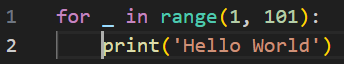 1 for _ in range(1, 101):
2     print('Hello World')